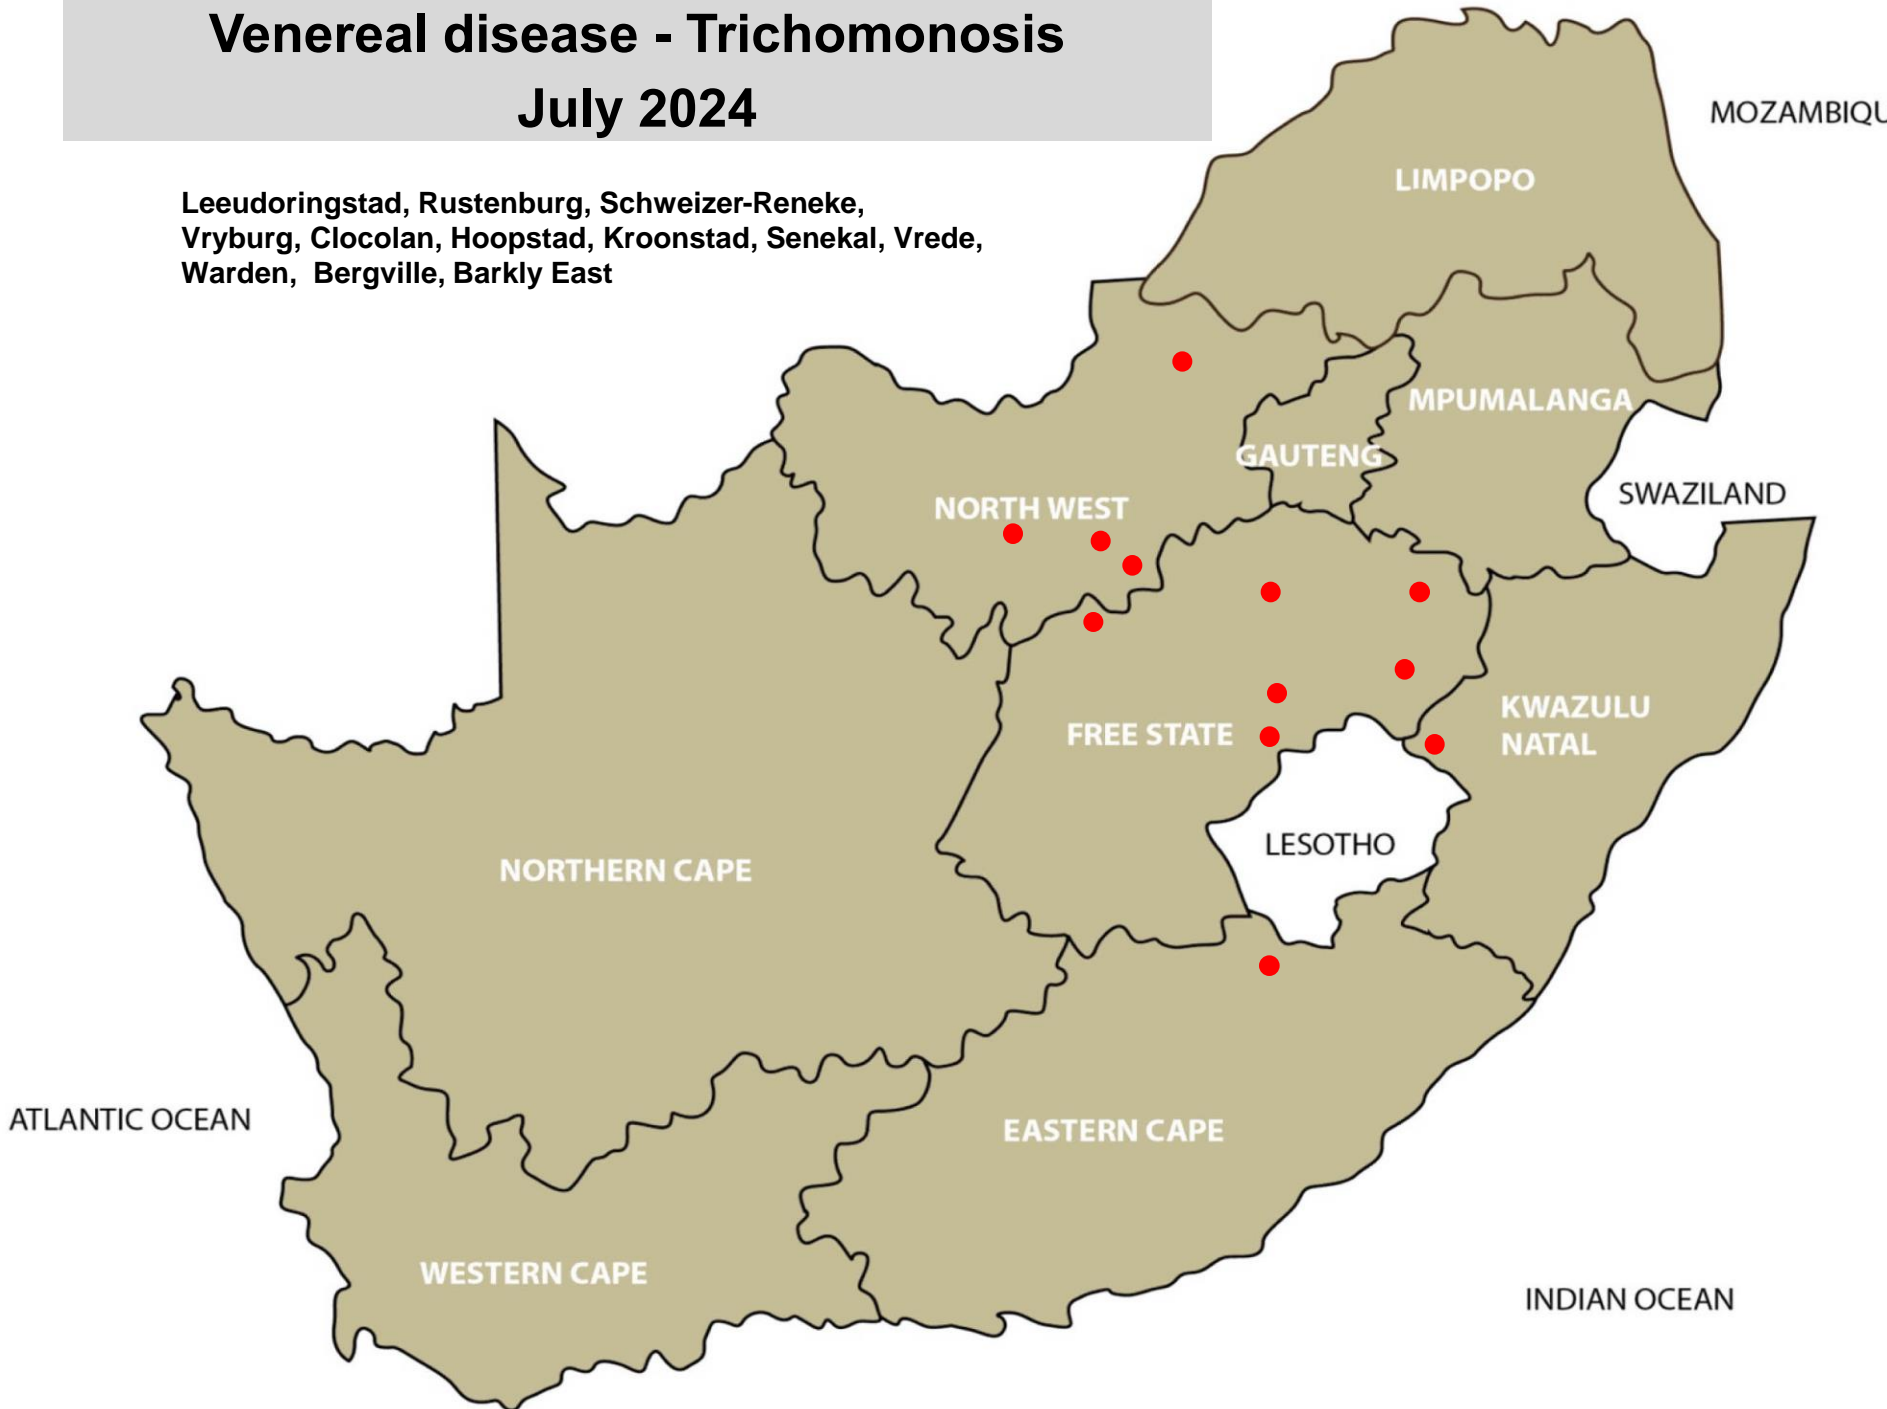 Venereal disease - Trichomonosis
July 2024
Leeudoringstad, Rustenburg, Schweizer-Reneke,
Vryburg, Clocolan, Hoopstad, Kroonstad, Senekal, Vrede,
Warden,  Bergville, Barkly East
MOZAMBIQU
LIMPOPO
MPUMALANGA
GAUTENG
SWAZILAND
NORTH WEST
KWAZULU
NATAL
FREE STATE
LESOTHO
NORTHERN CAPE
ATLANTIC OCEAN
EASTERN CAPE
WESTERN CAPE
INDIAN OCEAN